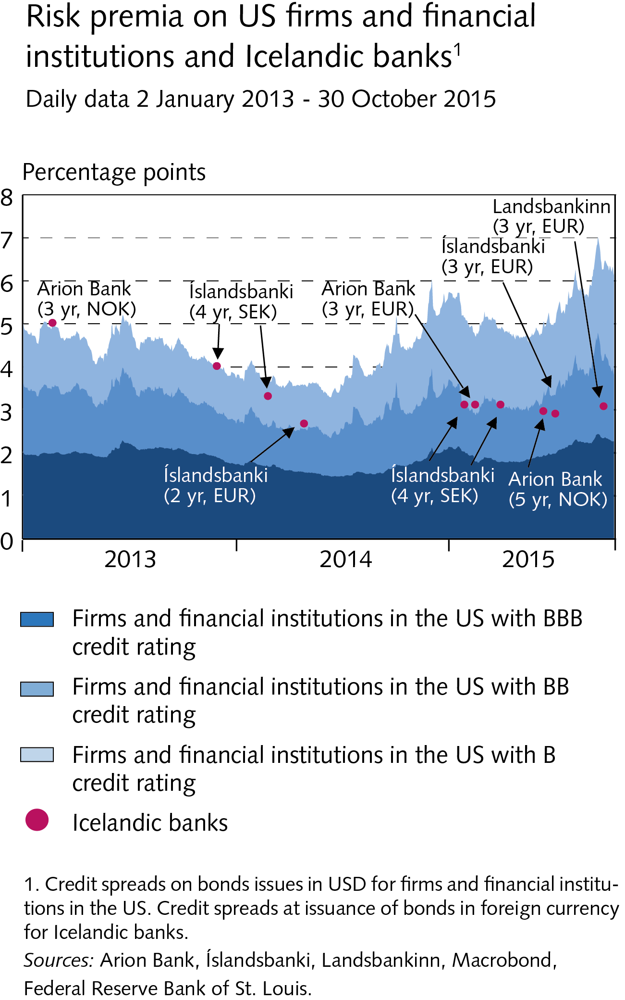 Risk premia on US firms and financial
institutions and Icelandic banks¹
Daily data 2 January 2013 - 30 October 2015
Percentage points
8
7
6
5
4
3
2
1
0
Landsbankinn
(3 yr, EUR)
Íslandsbanki
(3 yr, EUR)
Arion Bank
(3 yr, NOK)
Íslandsbanki
(4 yr, SEK)
Arion Bank
(3 yr, EUR)
Íslandsbanki
(2 yr, EUR)
Íslandsbanki
(4 yr, SEK)
Arion Bank
(5 yr, NOK)
2013
2014
2015
Firms and financial institutions in the US with BBB
credit rating
Firms and financial institutions in the US with BB
credit rating
Firms and financial institutions in the US with B
credit rating
Icelandic banks
1. Credit spreads on bonds issues in USD for firms and financial institu-
tions in the US. Credit spreads at issuance of bonds in foreign currency
for Icelandic banks.
Sources: Arion Bank, Íslandsbanki, Landsbankinn, Macrobond,
Federal Reserve Bank of St. Louis.